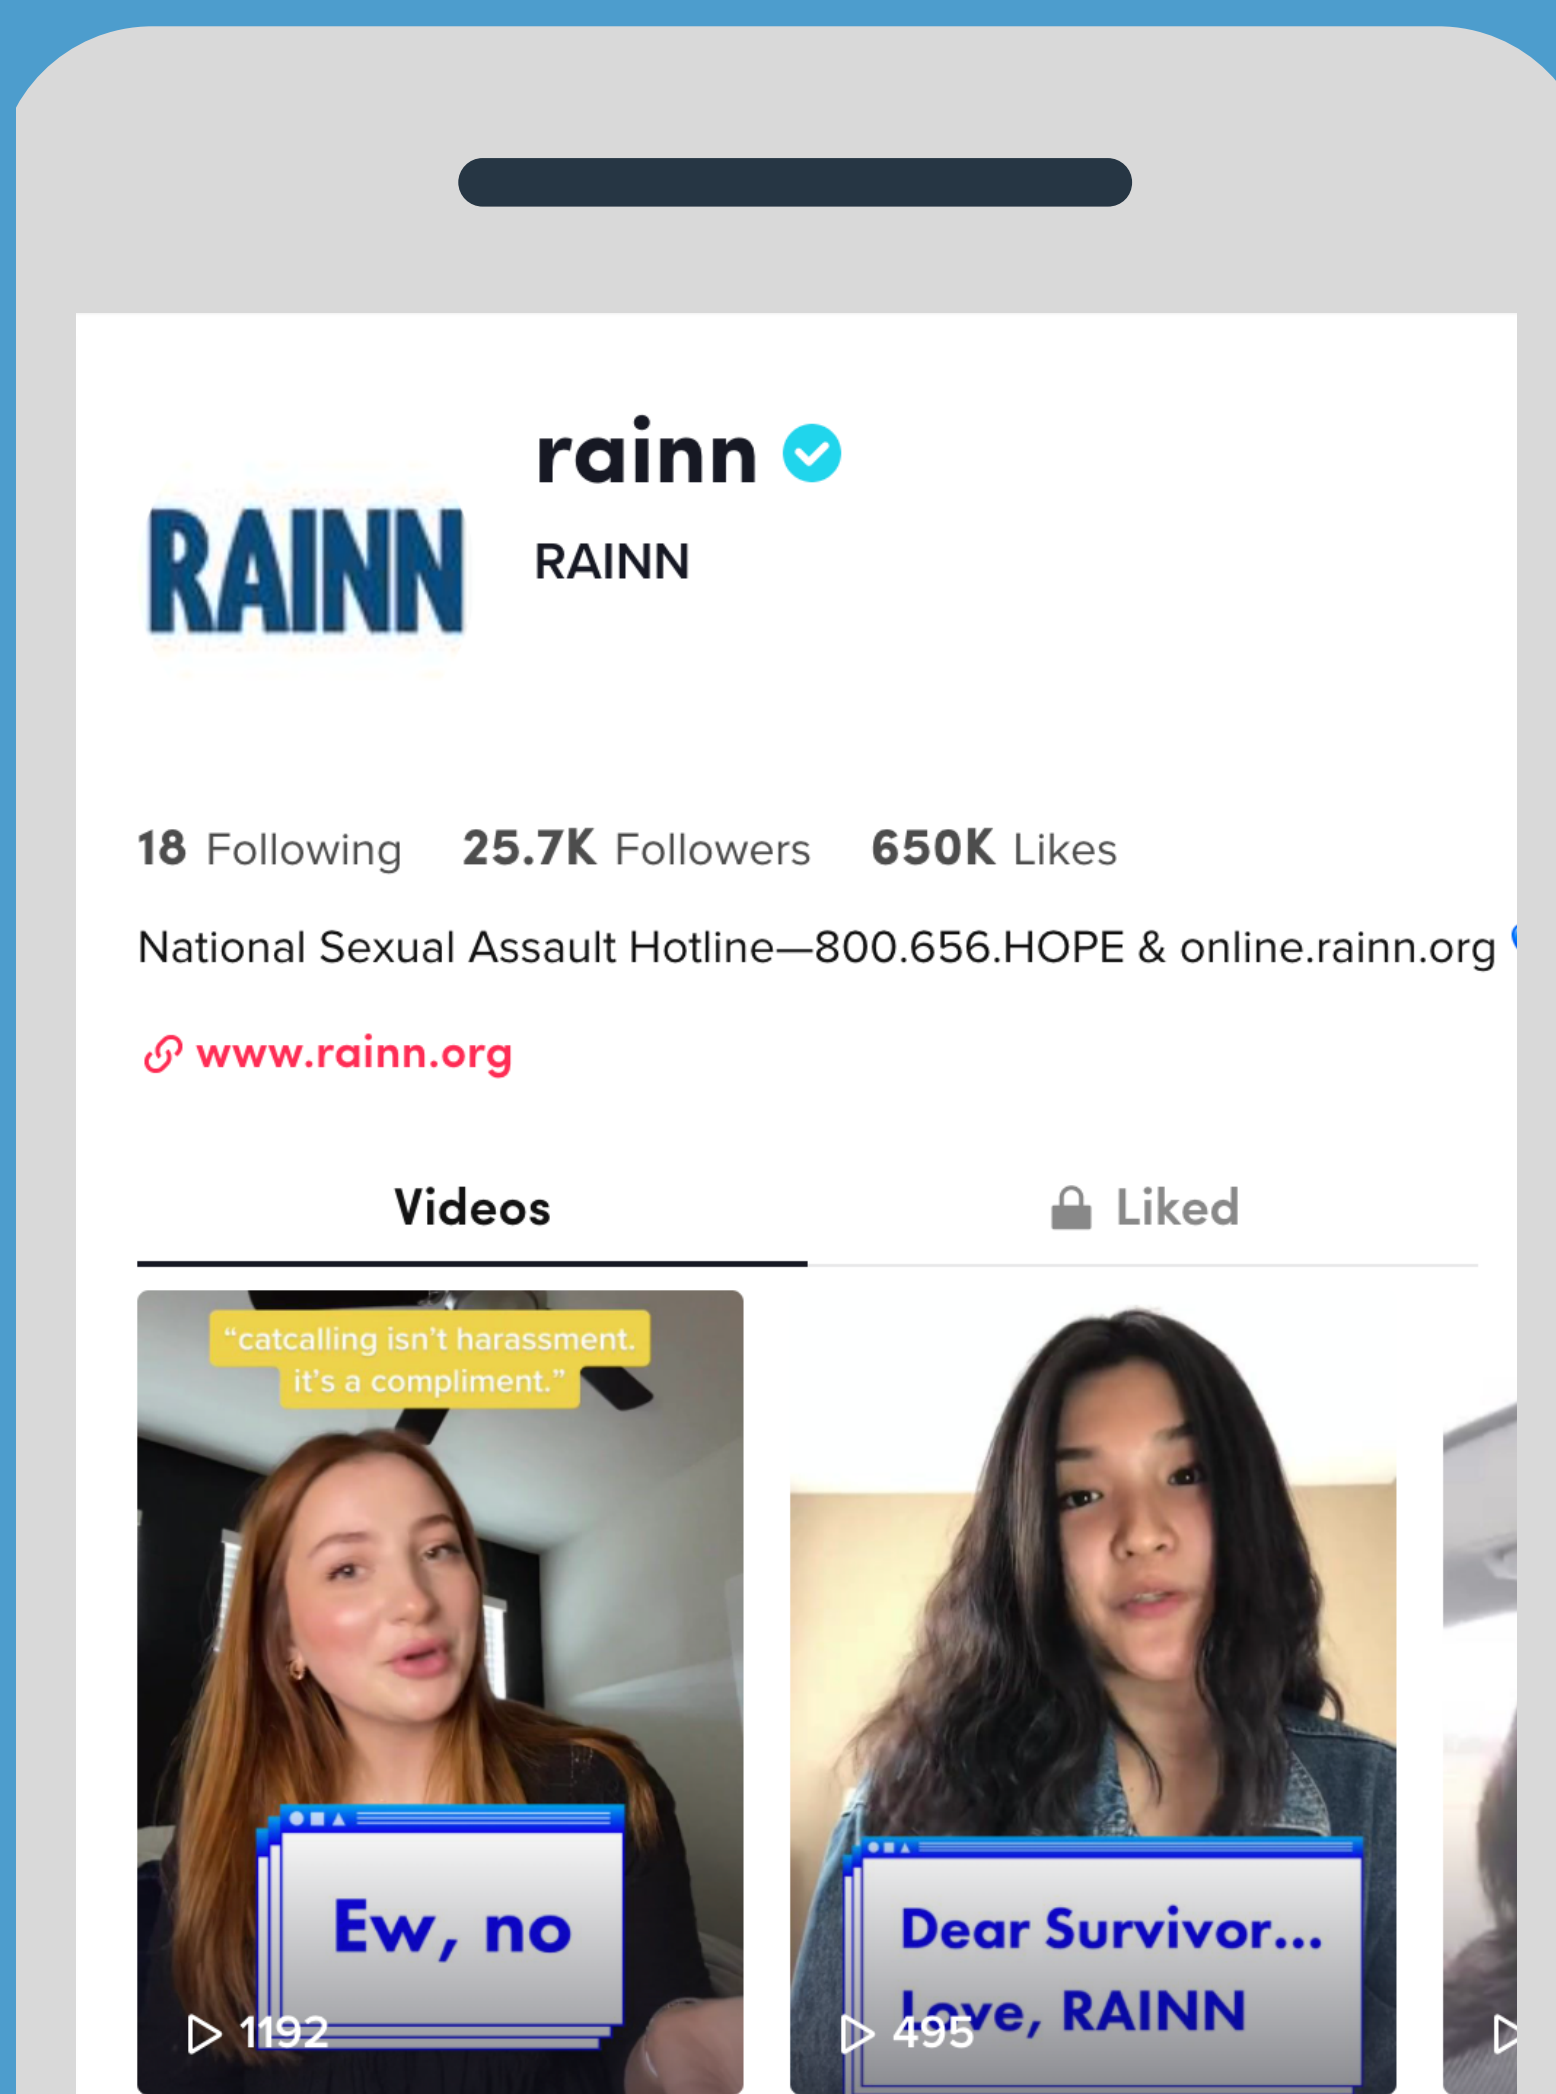 rainn
RAINN
RAINN
18 Following 25.7K Followers 650K Likes
National Sexual Assault Hotline—800.656.HOPE & online.rainn.org
www.rainn.org
Videos Liked
“catcalling isn’t harassment.
it’s a compliment.”
Ew, no
1192
Dear Survivor...
Love, RAINN
495